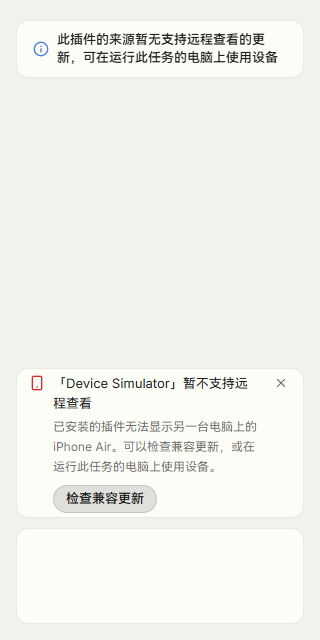 此插件的来源暂无支持远程查看的更
新，可在运行此任务的电脑上使用设备
「Device Simulator」暂不支持远
程查看
已安装的插件无法显示另一台电脑上的
iPhone Air。可以检查兼容更新，或在
运行此任务的电脑上使用设备。
检查兼容更新